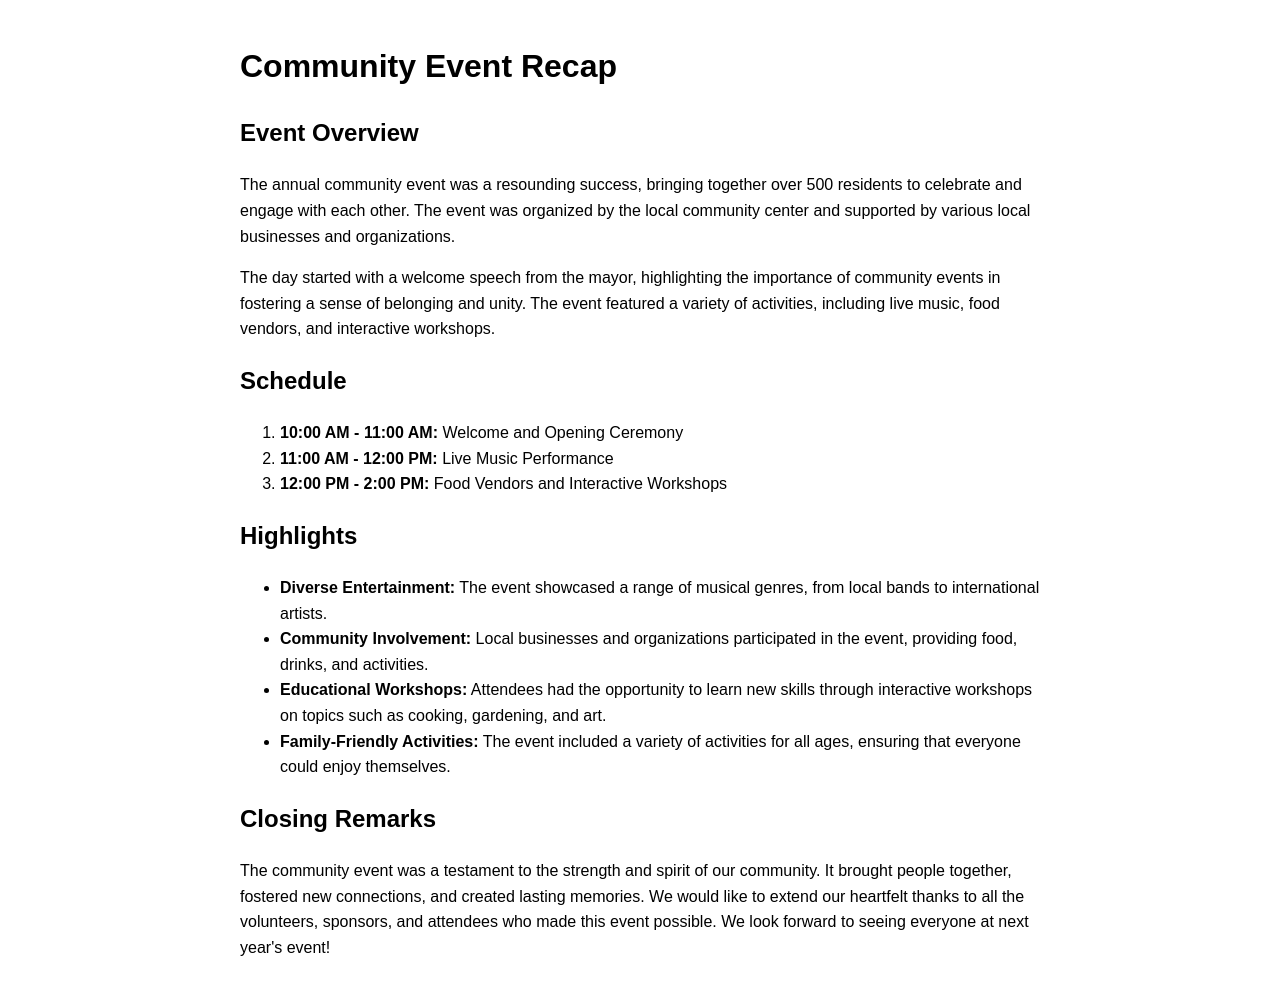 Community Event Recap
Event Overview
The annual community event was a resounding success, bringing together over 500 residents to celebrate and
engage with each other. The event was organized by the local community center and supported by various local
businesses and organizations.
The day started with a welcome speech from the mayor, highlighting the importance of community events in
fostering a sense of belonging and unity. The event featured a variety of activities, including live music, food
vendors, and interactive workshops.
Schedule
1. 10:00 AM - 11:00 AM: Welcome and Opening Ceremony
2. 11:00 AM - 12:00 PM: Live Music Performance
3. 12:00 PM - 2:00 PM: Food Vendors and Interactive Workshops
Highlights
• Diverse Entertainment: The event showcased a range of musical genres, from local bands to international
artists.
• Community Involvement: Local businesses and organizations participated in the event, providing food,
drinks, and activities.
• Educational Workshops: Attendees had the opportunity to learn new skills through interactive workshops
on topics such as cooking, gardening, and art.
• Family-Friendly Activities: The event included a variety of activities for all ages, ensuring that everyone
could enjoy themselves.
Closing Remarks
The community event was a testament to the strength and spirit of our community. It brought people together,
fostered new connections, and created lasting memories. We would like to extend our heartfelt thanks to all the
volunteers, sponsors, and attendees who made this event possible. We look forward to seeing everyone at next
year's event!